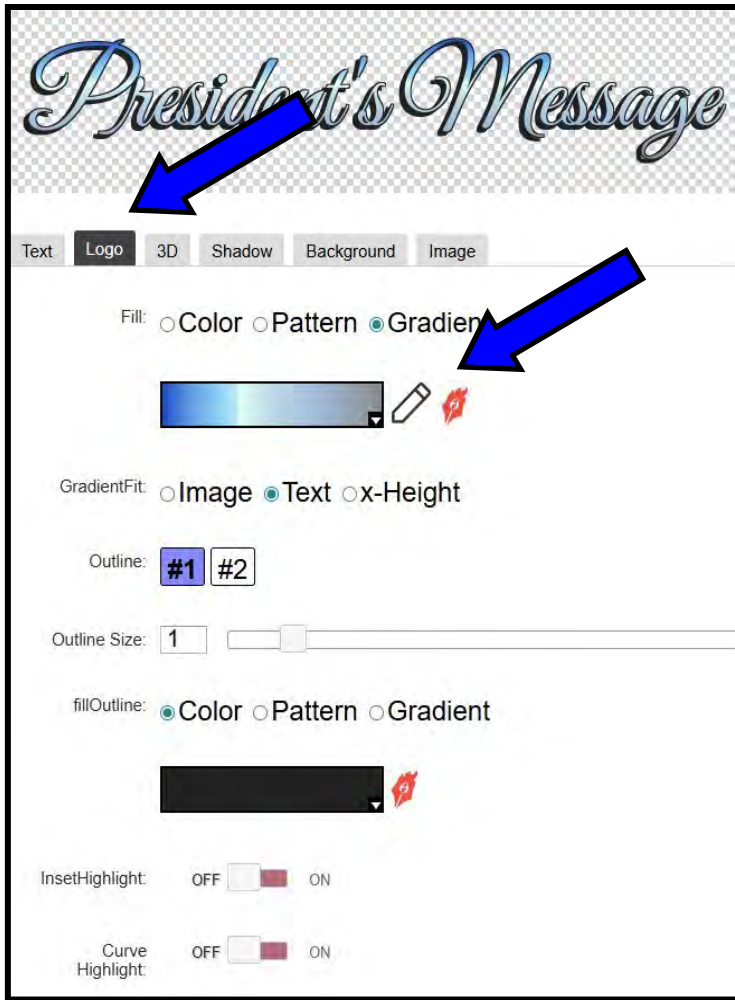 President's Message
Text Logo 3D Shadow Background Image
Fill: Color Pattern Gradien
GradientFit: Image Text x-Height
Outline: #1 #2
Outline Size: 1
fillOutline: Color Pattern Gradient
InsetHighlight: OFF ON
Curve Highlight: OFF ON